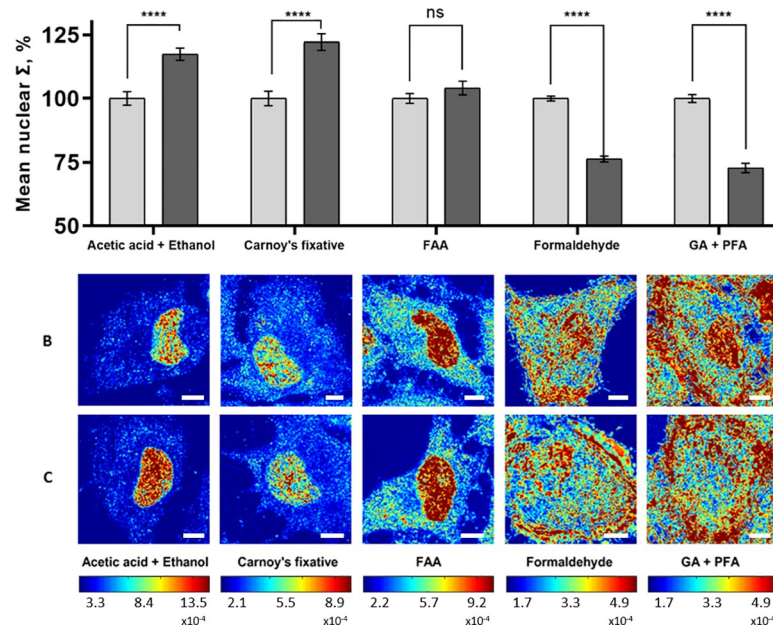 **** **** ns **** ****
Mean nuclear Σ, %
125
100
75
50
Acetic acid + Ethanol Carnoy's fixative FAA Formaldehyde GA + PFA
B
C
Acetic acid + Ethanol Carnoy's fixative FAA Formaldehyde GA + PFA
3.3 8.4 13.5 2.1 5.5 8.9 2.2 5.7 9.2 1.7 3.3 4.9 1.7 3.3 4.9
x10-4 x10-4 x10-4 x10-4 x10-4